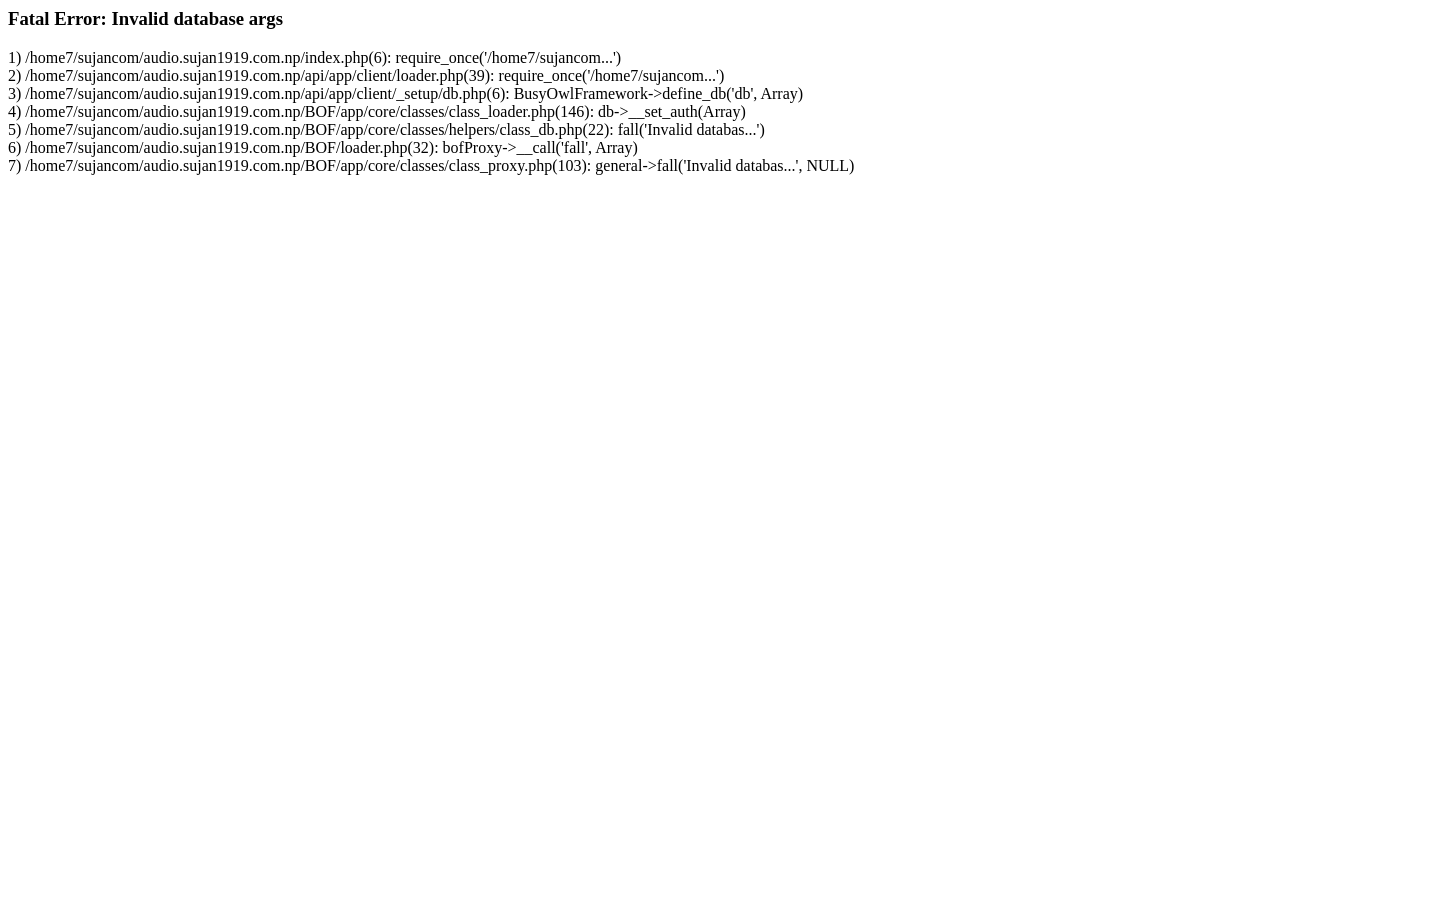 Fatal Error: Invalid database args
1) /home7/sujancom/audio.sujan1919.com.np/index.php(6): require_once('/home7/sujancom...')
2) /home7/sujancom/audio.sujan1919.com.np/api/app/client/loader.php(39): require_once('/home7/sujancom...')
3) /home7/sujancom/audio.sujan1919.com.np/api/app/client/_setup/db.php(6): BusyOwlFramework->define_db('db', Array)
4) /home7/sujancom/audio.sujan1919.com.np/BOF/app/core/classes/class_loader.php(146): db->__set_auth(Array)
5) /home7/sujancom/audio.sujan1919.com.np/BOF/app/core/classes/helpers/class_db.php(22): fall('Invalid databas...')
6) /home7/sujancom/audio.sujan1919.com.np/BOF/loader.php(32): bofProxy->__call('fall', Array)
7) /home7/sujancom/audio.sujan1919.com.np/BOF/app/core/classes/class_proxy.php(103): general->fall('Invalid databas...', NULL)